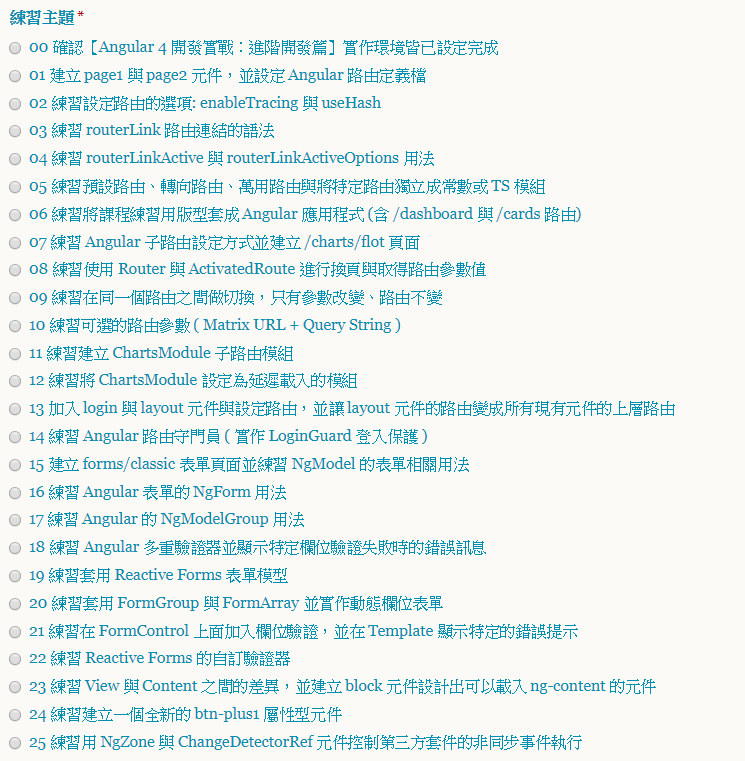 練習主題 *
00 確認【Angular 4 開發實戰：進階開發篇】實作環境皆已設定完成
01 建立 page1 與 page2 元件，並設定 Angular 路由定義檔
02 練習設定路由的選項: enableTracing 與 useHash
03 練習 routerLink 路由連結的語法
04 練習 routerLinkActive 與 routerLinkActiveOptions 用法
05 練習預設路由、轉向路由、萬用路由與將特定路由獨立成常數或 TS 模組
06 練習將課程練習用版型套成 Angular 應用程式 (含 /dashboard 與 /cards 路由)
07 練習 Angular 子路由設定方式並建立 /charts/flot 頁面
08 練習使用 Router 與 ActivatedRoute 進行換頁與取得路由參數值
09 練習在同一個路由之間做切換，只有參數改變、路由不變
10 練習可選的路由參數 ( Matrix URL + Query String )
11 練習建立 ChartsModule 子路由模組
12 練習將 ChartsModule 設定為延遲載入的模組
13 加入 login 與 layout 元件與設定路由，並讓 layout 元件的路由變成所有現有元件的上層路由
14 練習 Angular 路由守門員 ( 實作 LoginGuard 登入保護 )
15 建立 forms/classic 表單頁面並練習 NgModel 的表單相關用法
16 練習 Angular 表單的 NgForm 用法
17 練習 Angular 的 NgModelGroup 用法
18 練習 Angular 多重驗證器並顯示特定欄位驗證失敗時的錯誤訊息
19 練習套用 Reactive Forms 表單模型
20 練習套用 FormGroup 與 FormArray 並實作動態欄位表單
21 練習在 FormControl 上面加入欄位驗證，並在 Template 顯示特定的錯誤提示
22 練習 Reactive Forms 的自訂驗證器
23 練習 View 與 Content 之間的差異，並建立 block 元件設計出可以載入 ng-content 的元件
24 練習建立一個全新的 btn-plus1 屬性型元件
25 練習用 NgZone 與 ChangeDetectorRef 元件控制第三方套件的非同步事件執行